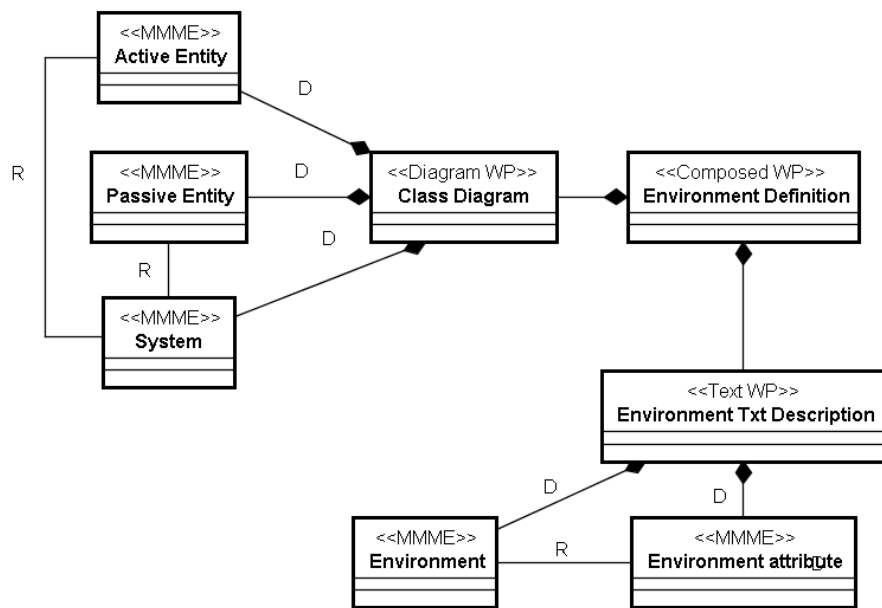 <<MMME>>
Active Entity
D
R
<<MMME>>
Passive Entity
D
<<Diagram WP>>
Class Diagram
<<Composed WP>>
Environment Definition
D
R
<<MMME>>
System
<<Text WP>>
Environment Txt Description
D
D
<<MMME>>
Environment
R
<<MMME>>
Environment attribute
D